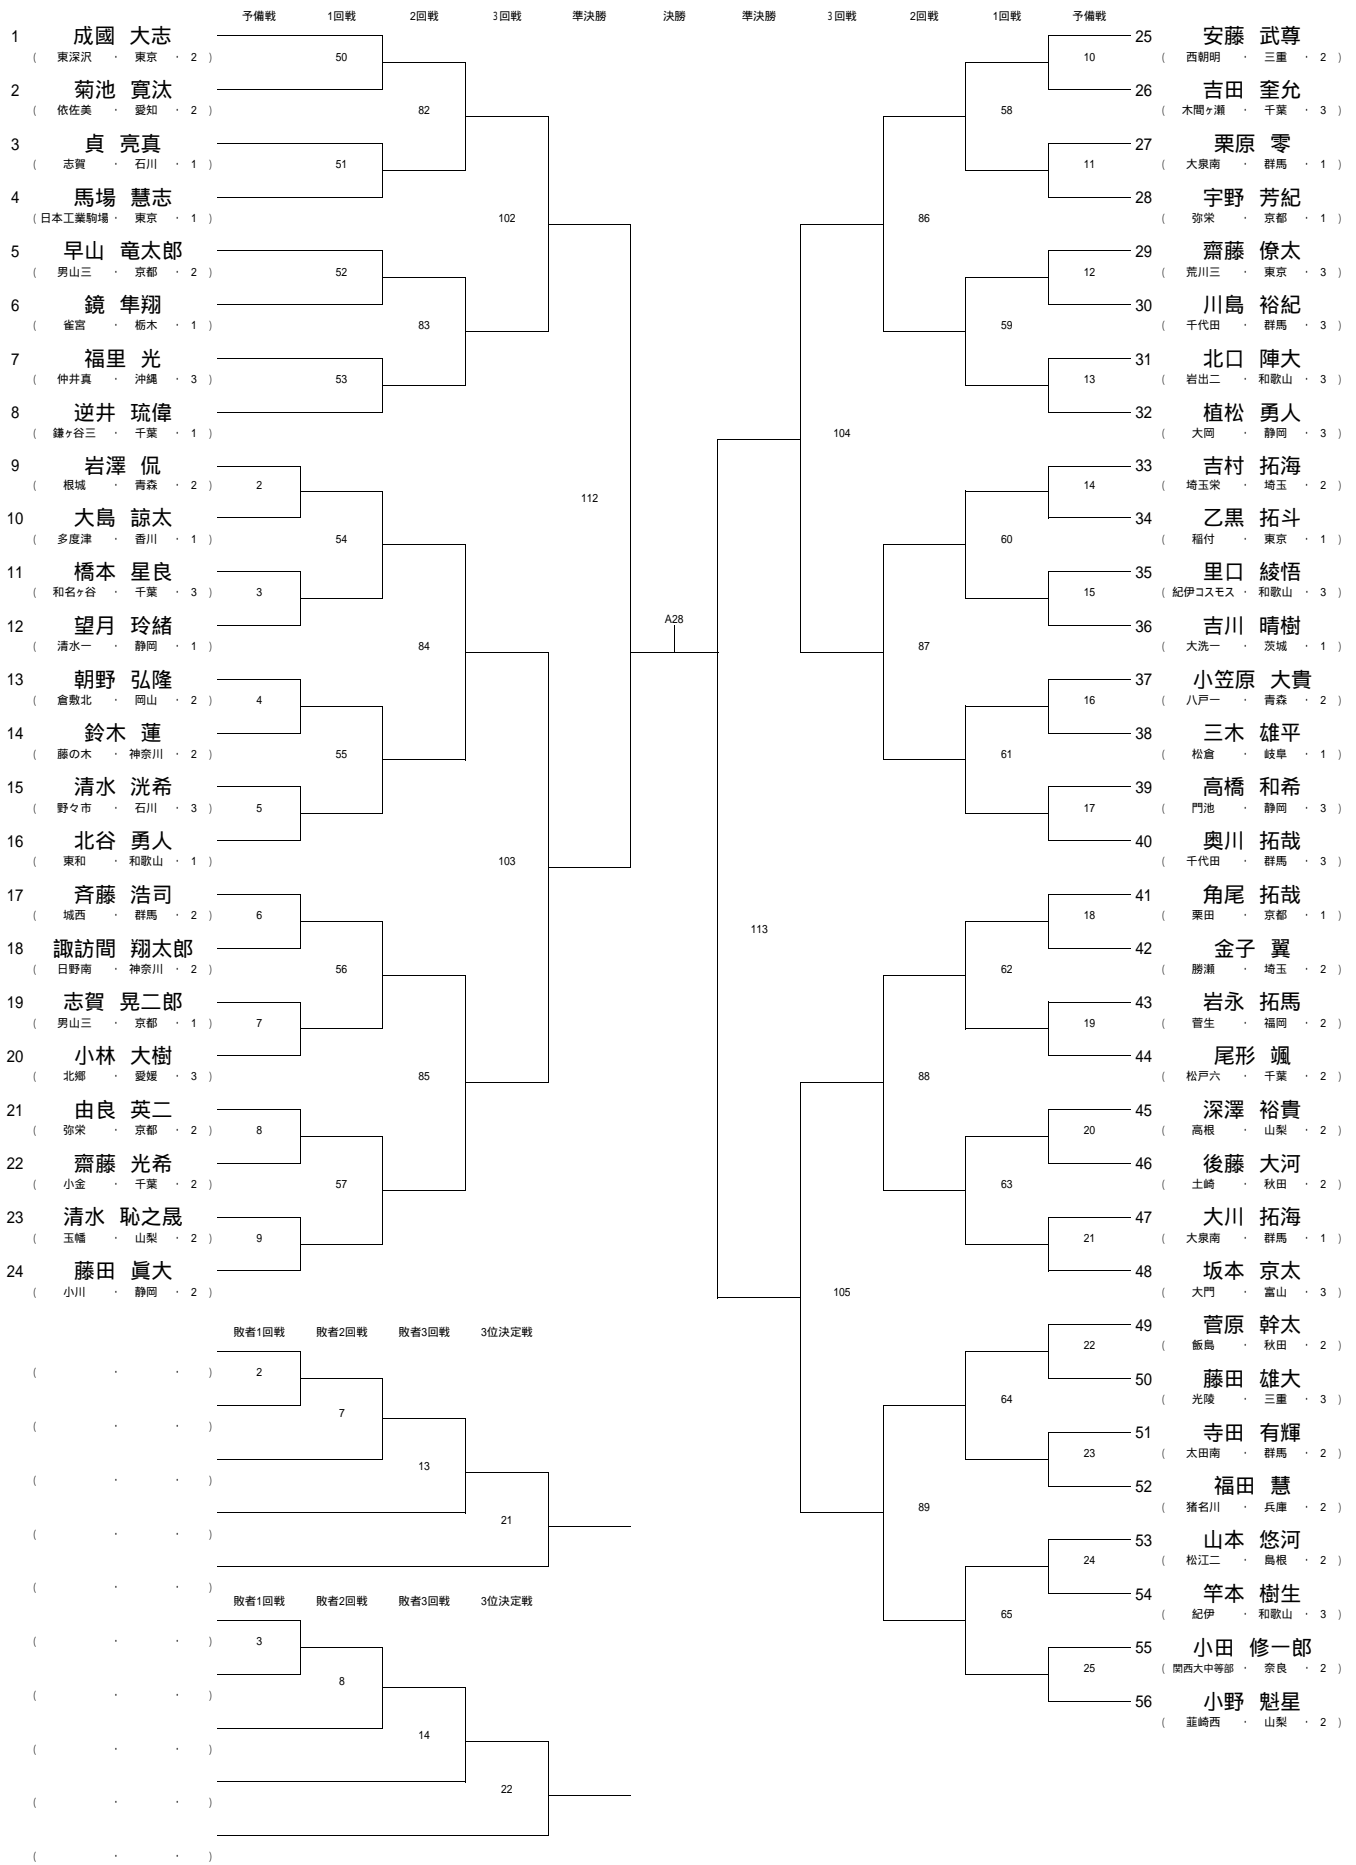 予備戦 1回戦 2回戦 3回戦 準決勝 決勝 準決勝 3回戦 2回戦 1回戦 予備戦
1 成國 大志
( 東深沢 ・ 東京 ・ 2 )
50
2 菊池 寛汰
( 依佐美 ・ 愛知 ・ 2 )
82
3 貞 亮真
( 志賀 ・ 石川 ・ 1 )
51
4 馬場 慧志
( 日本工業駒場 ・ 東京 ・ 1 )
102
5 早山 竜太郎
( 男山三 ・ 京都 ・ 2 )
52
6 鏡 隼翔
( 雀宮 ・ 栃木 ・ 1 )
83
7 福里 光
( 仲井真 ・ 沖縄 ・ 3 )
53
8 逆井 琉偉
( 鎌ヶ谷三 ・ 千葉 ・ 1 )
9 岩澤 侃
( 根城 ・ 青森 ・ 2 )
2
112
10 大島 諒太
( 多度津 ・ 香川 ・ 1 )
54
11 橋本 星良
( 和名ヶ谷 ・ 千葉 ・ 3 )
3
12 望月 玲緒
( 清水一 ・ 静岡 ・ 1 )
84
A28
13 朝野 弘隆
( 倉敷北 ・ 岡山 ・ 2 )
4
14 鈴木 蓮
( 藤の木 ・ 神奈川 ・ 2 )
55
15 清水 洸希
( 野々市 ・ 石川 ・ 3 )
5
16 北谷 勇人
( 東和 ・ 和歌山 ・ 1 )
103
17 斉藤 浩司
( 城西 ・ 群馬 ・ 2 )
6
18 諏訪間 翔太郎
( 日野南 ・ 神奈川 ・ 2 )
56
19 志賀 晃二郎
( 男山三 ・ 京都 ・ 1 )
7
20 小林 大樹
( 北郷 ・ 愛媛 ・ 3 )
85
21 由良 英二
( 弥栄 ・ 京都 ・ 2 )
8
22 齋藤 光希
( 小金 ・ 千葉 ・ 2 )
57
23 清水 恥之晟
( 玉幡 ・ 山梨 ・ 2 )
9
24 藤田 眞大
( 小川 ・ 静岡 ・ 2 )
25 安藤 武尊
( 西朝明 ・ 三重 ・ 2 )
10
26 吉田 奎允
( 木間ヶ瀬 ・ 千葉 ・ 3 )
58
27 栗原 零
( 大泉南 ・ 群馬 ・ 1 )
11
28 宇野 芳紀
( 弥栄 ・ 京都 ・ 1 )
86
29 齋藤 僚太
( 荒川三 ・ 東京 ・ 3 )
12
30 川島 裕紀
( 千代田 ・ 群馬 ・ 3 )
59
31 北口 陣大
( 岩出二 ・ 和歌山 ・ 3 )
13
32 植松 勇人
( 大岡 ・ 静岡 ・ 3 )
104
33 吉村 拓海
( 埼玉栄 ・ 埼玉 ・ 2 )
14
34 乙黒 拓斗
( 稲付 ・ 東京 ・ 1 )
60
35 里口 綾悟
( 紀伊コスモス ・ 和歌山 ・ 3 )
15
36 吉川 晴樹
( 大洗一 ・ 茨城 ・ 1 )
87
37 小笠原 大貴
( 八戸一 ・ 青森 ・ 2 )
16
38 三木 雄平
( 松倉 ・ 岐阜 ・ 1 )
61
39 高橋 和希
( 門池 ・ 静岡 ・ 3 )
17
40 奥川 拓哉
( 千代田 ・ 群馬 ・ 3 )
41 角尾 拓哉
( 栗田 ・ 京都 ・ 1 )
18
113
42 金子 翼
( 勝瀬 ・ 埼玉 ・ 2 )
62
43 岩永 拓馬
( 菅生 ・ 福岡 ・ 2 )
19
44 尾形 颯
( 松戸六 ・ 千葉 ・ 2 )
88
45 深澤 裕貴
( 高根 ・ 山梨 ・ 2 )
20
46 後藤 大河
( 土崎 ・ 秋田 ・ 2 )
63
47 大川 拓海
( 大泉南 ・ 群馬 ・ 1 )
21
48 坂本 京太
( 大門 ・ 富山 ・ 3 )
105
49 菅原 幹太
( 飯島 ・ 秋田 ・ 2 )
22
50 藤田 雄大
( 光陵 ・ 三重 ・ 3 )
64
51 寺田 有輝
( 太田南 ・ 群馬 ・ 2 )
23
52 福田 慧
( 猪名川 ・ 兵庫 ・ 2 )
89
53 山本 悠河
( 松江二 ・ 島根 ・ 2 )
24
54 竿本 樹生
( 紀伊 ・ 和歌山 ・ 3 )
65
55 小田 修一郎
( 関西大中等部 ・ 奈良 ・ 2 )
25
56 小野 魁星
( 韮崎西 ・ 山梨 ・ 2 )
敗者1回戦 敗者2回戦 敗者3回戦 3位決定戦
( ・ ・ )
2
7
( ・ ・ )
13
( ・ ・ )
21
( ・ ・ )
( ・ ・ )
敗者1回戦 敗者2回戦 敗者3回戦 3位決定戦
( ・ ・ )
3
8
( ・ ・ )
14
( ・ ・ )
22
( ・ ・ )
( ・ ・ )